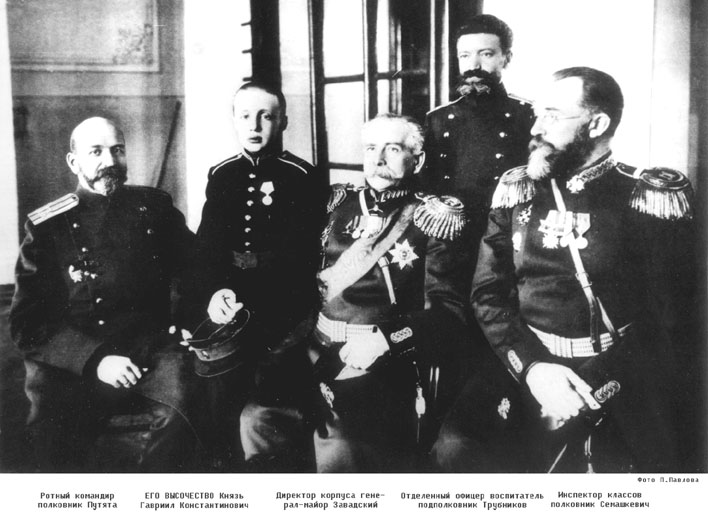 Фото П.Павлова
Ротный командир
полковник Путята
ЕГО ВЫСОЧЕСТВО Князь
Гавриил Константинович
Директор корпуса гене-
рал-майор Завадский
Отделенный офицер воспитатель
подполковник Трубников
Инспектор классов
полковник Семашкевич